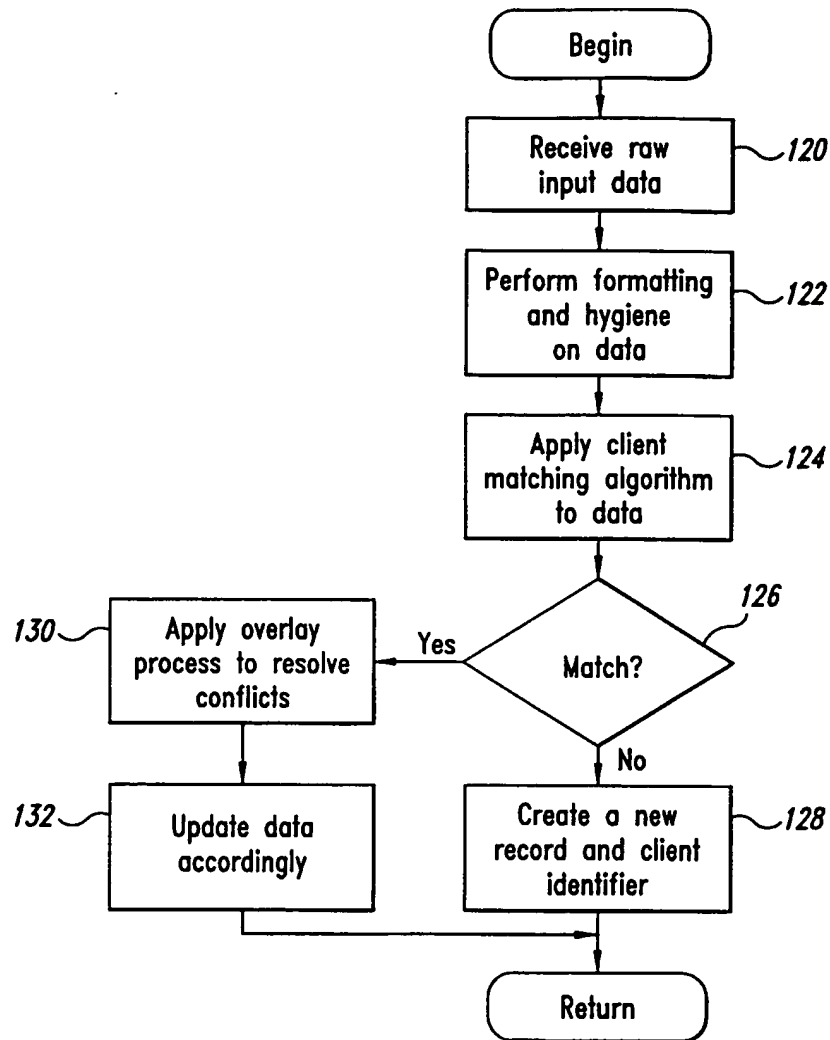 Begin
Receive raw
input data
120
Perform formatting
and hygiene
on data
122
Apply client
matching algorithm
to data
124
126
Match?
Yes
No
130
Apply overlay
process to resolve
conflicts
132
Update data
accordingly
Create a new
record and client
identifier
128
Return